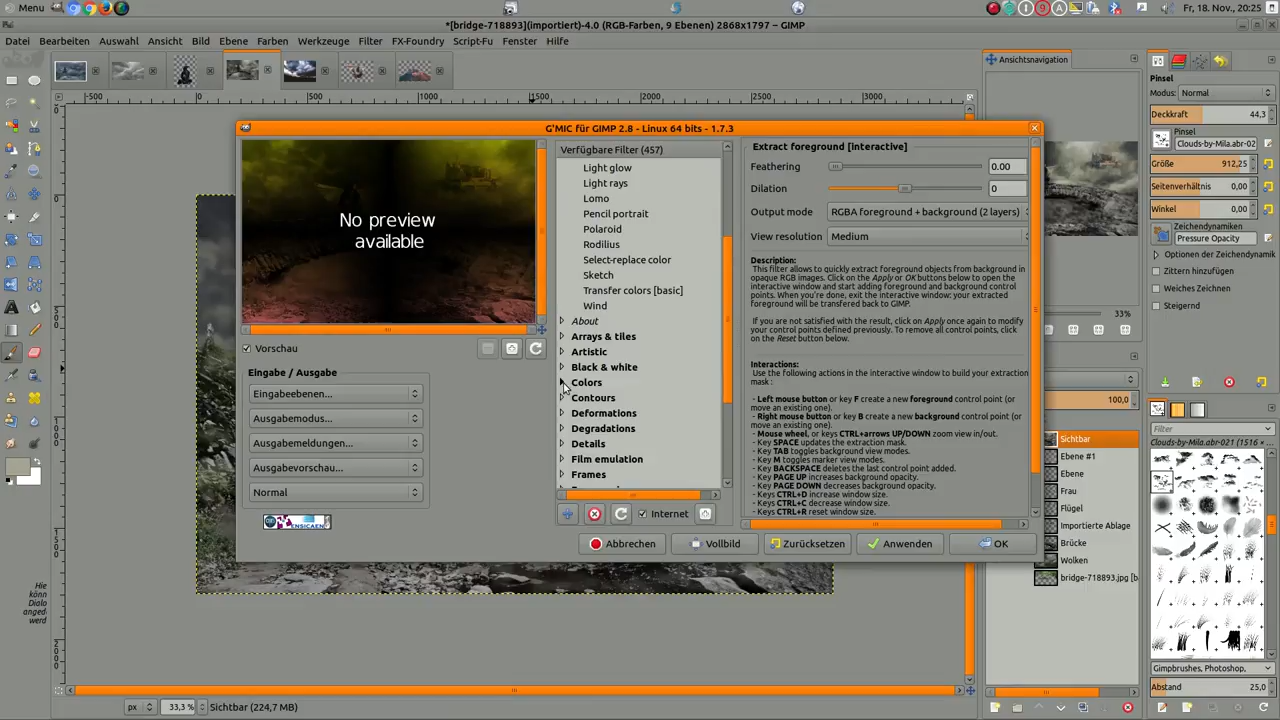 Menu
9
A
Fr, 18. Nov., 20:25
*[bridge-718893](importiert)-4.0 (RGB-Farben, 9 Ebenen) 2868x1797 – GIMP
Datei Bearbeiten Auswahl Ansicht Bild Ebene Farben Werkzeuge Filter FX-Foundry Script-Fu Fenster Hilfe
-500 0 500 1000 1500 2000 2500 3000
G'MIC für GIMP 2.8 - Linux 64 bits - 1.7.3
No preview
available
Vorschau
Eingabe / Ausgabe
Eingabeebenen...
Ausgabemodus...
Ausgabemeldungen...
Ausgabevorschau...
Normal
ENSICAEN
Verfügbare Filter (457)
Light glow
Light rays
Lomo
Pencil portrait
Polaroid
Rodilius
Select-replace color
Sketch
Transfer colors [basic]
Wind
About
Arrays & tiles
Artistic
Black & white
Colors
Contours
Deformations
Degradations
Details
Film emulation
Frames
Internet
Extract foreground [interactive]
Feathering 0.00
Dilation 0
Output mode RGBA foreground + background (2 layers)
View resolution Medium
Description:
This filter allows to quickly extract foreground objects from background in
opaque RGB images. Click on the Apply or OK buttons below to open the
interactive window and start adding foreground and background control
points. When you're done, exit the interactive window: your extracted
foreground will be transfered back to GIMP.
If you are not satisfied with the result, click on Apply once again to modify
your control points defined previously. To remove all control points, click
on the Reset button below.
Interactions:
Use the following actions in the interactive window to build your extraction
mask :
- Left mouse button or key F create a new foreground control point (or
move an existing one).
- Right mouse button or key B create a new background control point (or
move an existing one).
- Mouse wheel, or keys CTRL+arrows UP/DOWN zoom view in/out.
- Key SPACE updates the extraction mask.
- Key TAB toggles background view modes.
- Key M toggles marker view modes.
- Key BACKSPACE deletes the last control point added.
- Key PAGE UP increases background opacity.
- Key PAGE DOWN decreases background opacity.
- Keys CTRL+D increase window size.
- Keys CTRL+C decrease window size.
- Keys CTRL+R reset window size.
Abbrechen Vollbild Zurücksetzen Anwenden OK
Ansichtsnavigation
33%
100,0
Sichtbar
Ebene #1
Ebene
Frau
Flügel
Importierte Ablage
Brücke
Wolken
bridge-718893.jpg [b
Pinsel
Modus: Normal
Deckkraft 44,3
Pinsel
Clouds-by-Mila.abr-02
Größe 912,25
Seitenverhältnis 0,00
Winkel 0,00
Zeichendynamiken
Pressure Opacity
Optionen der Zeichendynamik
Zittern hinzufügen
Weiches Zeichnen
Steigernd
Filter
Clouds-by-Mila.abr-021 (1516 ×
Gimpbrushes, Photoshop,
Abstand 25,0
Hie
könn
Dialo
anged
werd
px 33,3 % Sichtbar (224,7 MB)